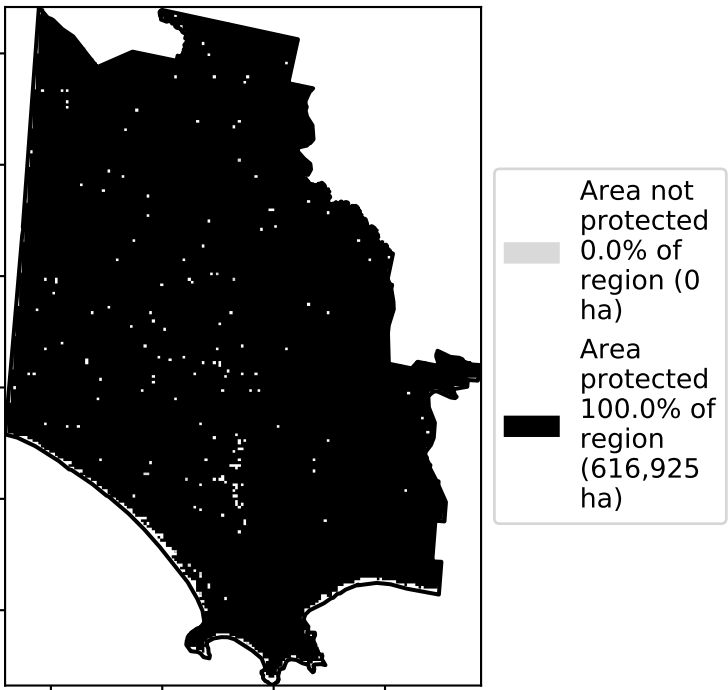 Area not
protected
0.0% of
region (0
ha)
Area
protected
100.0% of
region
(616,925
ha)